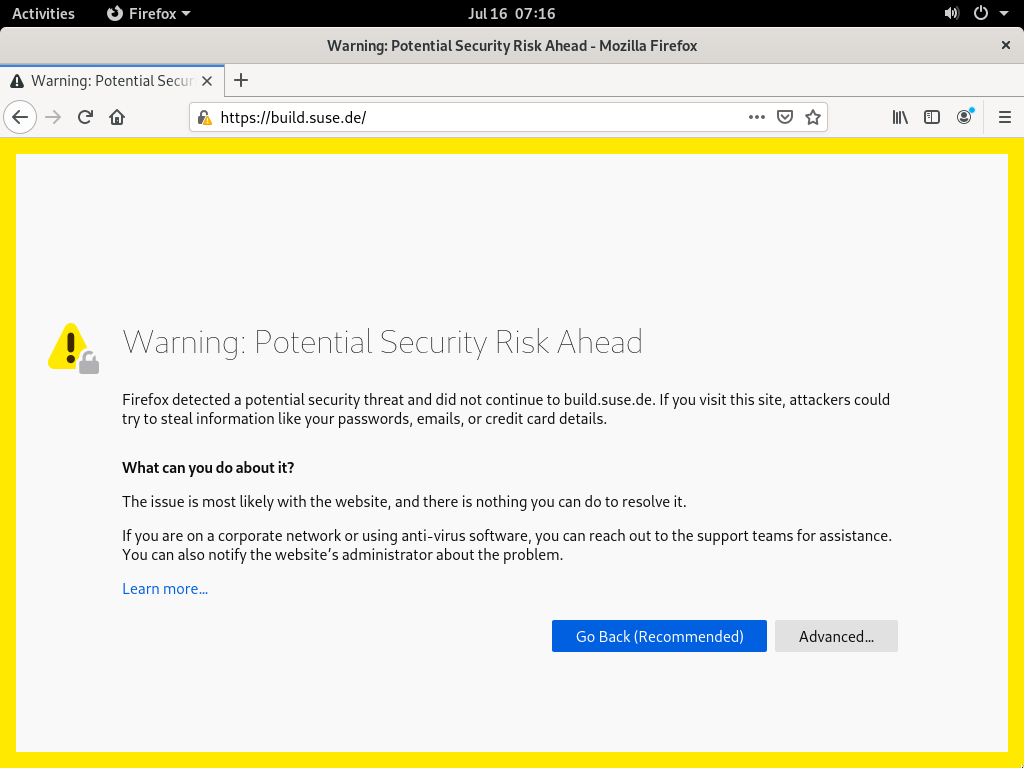 Activities Firefox Jul 16 07:16
Warning: Potential Security Risk Ahead - Mozilla Firefox
Warning: Potential Secur
https://build.suse.de/
Warning: Potential Security Risk Ahead
Firefox detected a potential security threat and did not continue to build.suse.de. If you visit this site, attackers could
try to steal information like your passwords, emails, or credit card details.
What can you do about it?
The issue is most likely with the website, and there is nothing you can do to resolve it.
If you are on a corporate network or using anti-virus software, you can reach out to the support teams for assistance.
You can also notify the website’s administrator about the problem.
Learn more...
Go Back (Recommended) Advanced...